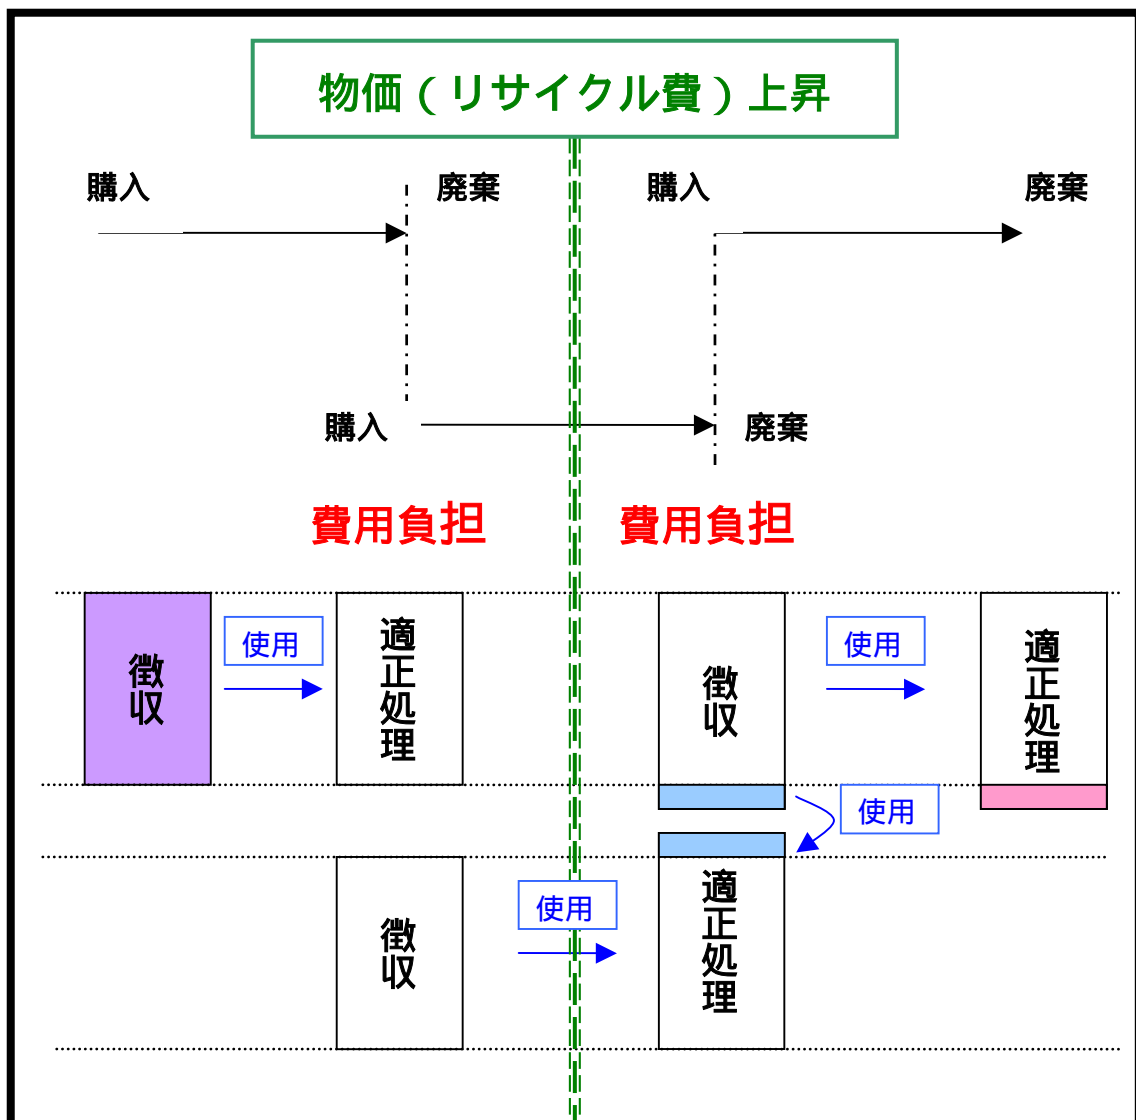 物価（リサイクル費）上昇
購入
廃棄
購入
廃棄
購入
廃棄
費用負担
費用負担
徴収
使用
適正処理
徴収
使用
適正処理
使用
徴収
使用
適正処理